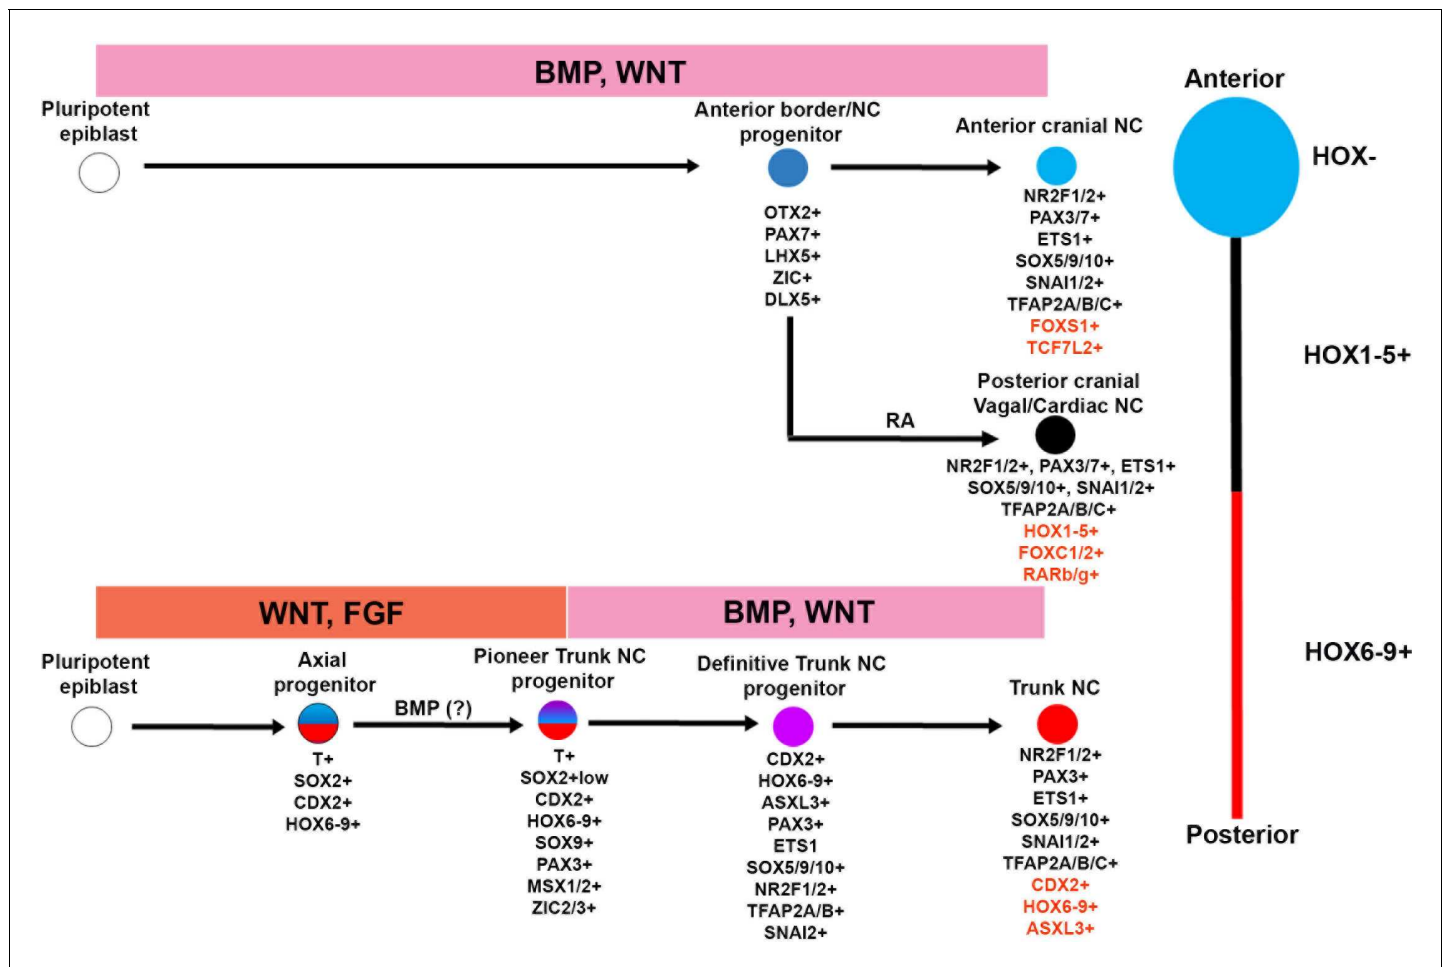 BMP, WNT
Pluripotent
epiblast
Anterior border/NC
progenitor
OTX2+
PAX7+
LHX5+
ZIC+
DLX5+
Anterior cranial NC
NR2F1/2+
PAX3/7+
ETS1+
SOX5/9/10+
SNAI1/2+
TFAP2A/B/C+
FOXS1+
TCF7L2+
RA
Posterior cranial
Vagal/Cardiac NC
NR2F1/2+, PAX3/7+, ETS1+
SOX5/9/10+, SNAI1/2+
TFAP2A/B/C+
HOX1-5+
FOXC1/2+
RARb/g+
WNT, FGF
BMP, WNT
Pluripotent
epiblast
Axial
progenitor
T+
SOX2+
CDX2+
HOX6-9+
BMP (?)
Pioneer Trunk NC
progenitor
T+
SOX2+low
CDX2+
HOX6-9+
SOX9+
PAX3+
MSX1/2+
ZIC2/3+
Definitive Trunk NC
progenitor
CDX2+
HOX6-9+
ASXL3+
PAX3+
ETS1
SOX5/9/10+
NR2F1/2+
TFAP2A/B+
SNAI2+
Trunk NC
NR2F1/2+
PAX3+
ETS1+
SOX5/9/10+
SNAI1/2+
TFAP2A/B/C+
CDX2+
HOX6-9+
ASXL3+
Anterior
HOX-
HOX1-5+
HOX6-9+
Posterior